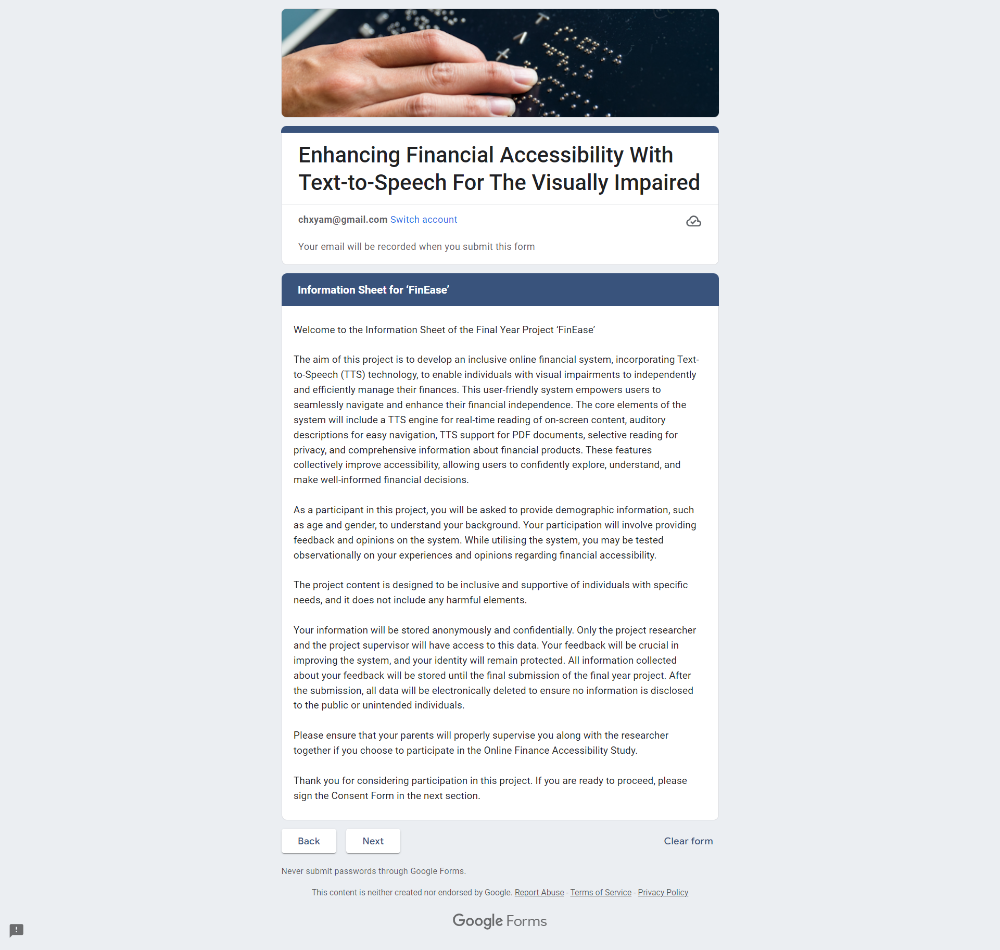 Enhancing Financial Accessibility With
Text-to-Speech For The Visually Impaired
chxyam@gmail.com Switch account
Your email will be recorded when you submit this form
Information Sheet for ‘FinEase’
Welcome to the Information Sheet of the Final Year Project ‘FinEase’
The aim of this project is to develop an inclusive online financial system, incorporating Text-
to-Speech (TTS) technology, to enable individuals with visual impairments to independently
and efficiently manage their finances. This user-friendly system empowers users to
seamlessly navigate and enhance their financial independence. The core elements of the
system will include a TTS engine for real-time reading of on-screen content, auditory
descriptions for easy navigation, TTS support for PDF documents, selective reading for
privacy, and comprehensive information about financial products. These features
collectively improve accessibility, allowing users to confidently explore, understand, and
make well-informed financial decisions.
As a participant in this project, you will be asked to provide demographic information, such
as age and gender, to understand your background. Your participation will involve providing
feedback and opinions on the system. While utilising the system, you may be tested
observationally on your experiences and opinions regarding financial accessibility.
The project content is designed to be inclusive and supportive of individuals with specific
needs, and it does not include any harmful elements.
Your information will be stored anonymously and confidentially. Only the project researcher
and the project supervisor will have access to this data. Your feedback will be crucial in
improving the system, and your identity will remain protected. All information collected
about your feedback will be stored until the final submission of the final year project. After
the submission, all data will be electronically deleted to ensure no information is disclosed
to the public or unintended individuals.
Please ensure that your parents will properly supervise you along with the researcher
together if you choose to participate in the Online Finance Accessibility Study.
Thank you for considering participation in this project. If you are ready to proceed, please
sign the Consent Form in the next section.
Back Next Clear form
Never submit passwords through Google Forms.
This content is neither created nor endorsed by Google. Report Abuse - Terms of Service - Privacy Policy
Google Forms